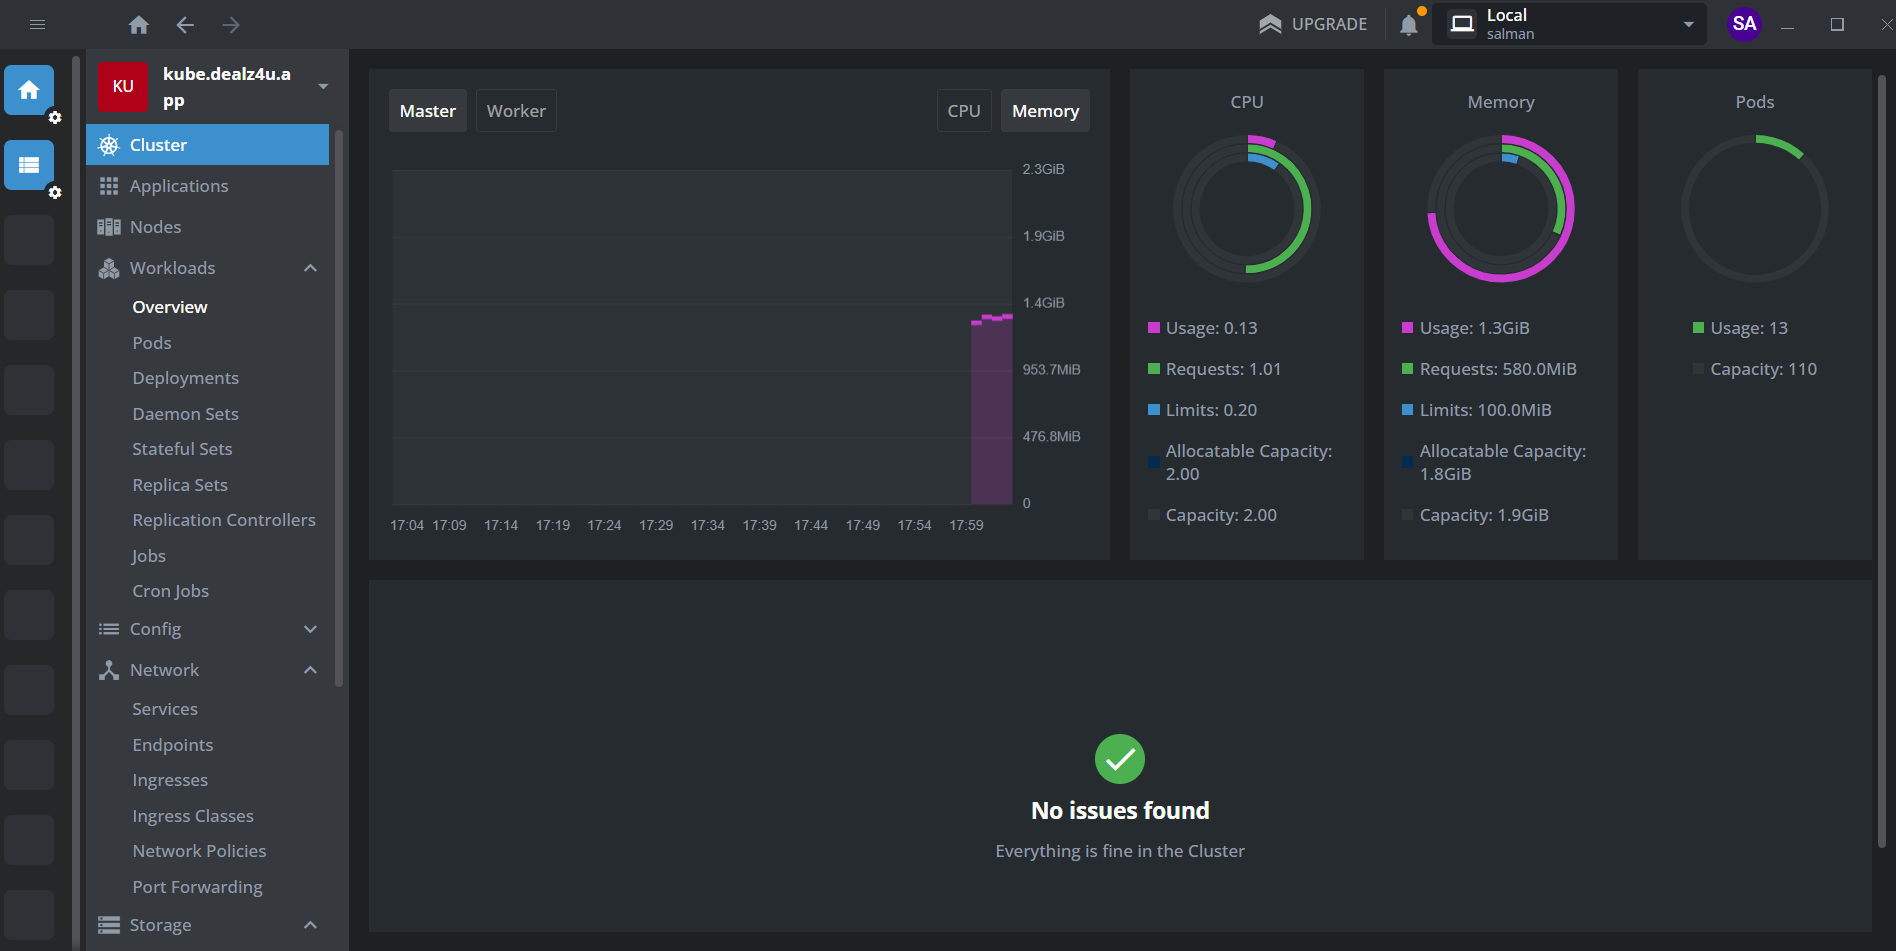 UPGRADE
Local
salman
SA
KU
kube.dealz4u.a
pp
Cluster
Applications
Nodes
Workloads
Overview
Pods
Deployments
Daemon Sets
Stateful Sets
Replica Sets
Replication Controllers
Jobs
Cron Jobs
Config
Network
Services
Endpoints
Ingresses
Ingress Classes
Network Policies
Port Forwarding
Storage
Master Worker CPU Memory
2.3GiB
1.9GiB
1.4GiB
953.7MiB
476.8MiB
0
17:04 17:09 17:14 17:19 17:24 17:29 17:34 17:39 17:44 17:49 17:54 17:59
CPU
Usage: 0.13
Requests: 1.01
Limits: 0.20
Allocatable Capacity:
2.00
Capacity: 2.00
Memory
Usage: 1.3GiB
Requests: 580.0MiB
Limits: 100.0MiB
Allocatable Capacity:
1.8GiB
Capacity: 1.9GiB
Pods
Usage: 13
Capacity: 110
No issues found
Everything is fine in the Cluster